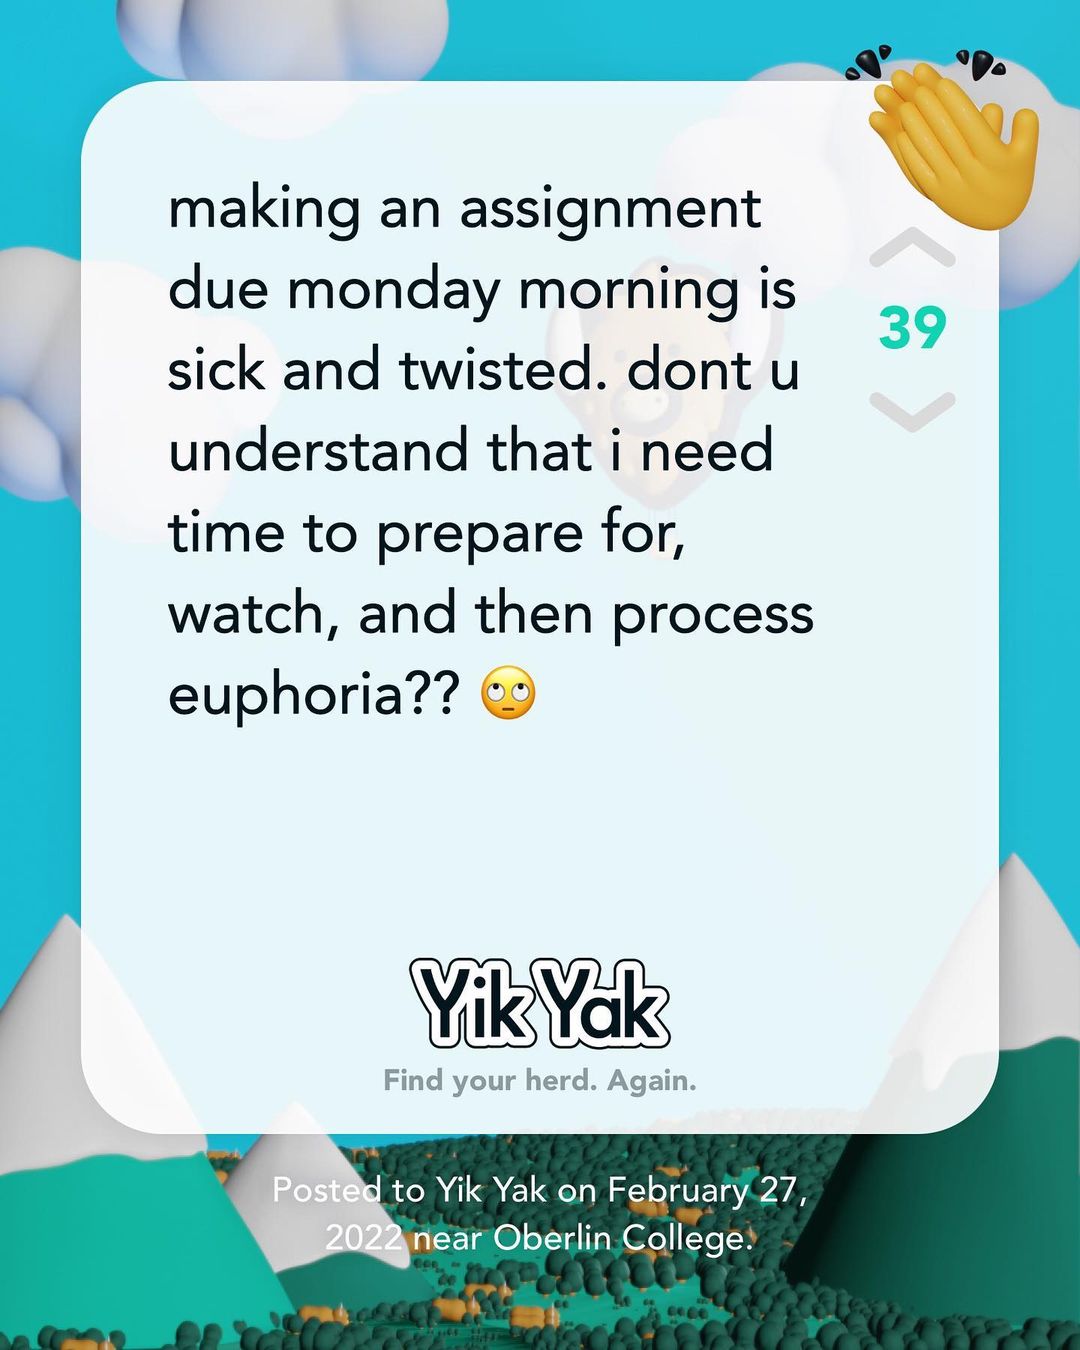 making an assignment
due monday morning is
sick and twisted. dont u
understand that i need
time to prepare for,
watch, and then process
euphoria?? 🙄
39
Yik Yak
Find your herd. Again.
Posted to Yik Yak on February 27,
2022 near Oberlin College.